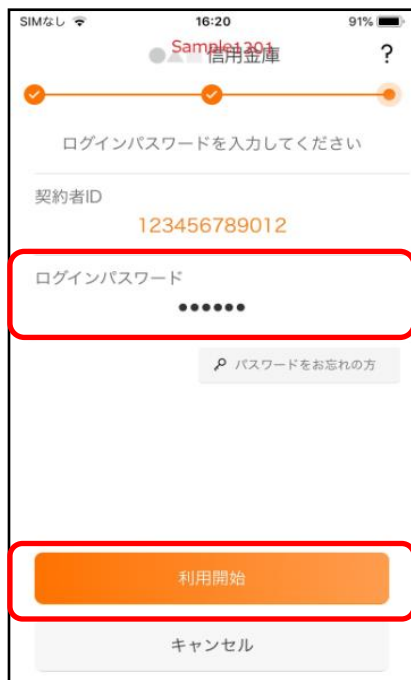 SIMなし 16:20 91%
Sample1201
●▲■信用金庫 ?
ログインパスワードを入力してください
契約者ID
123456789012
ログインパスワード
●●●●●●
パスワードをお忘れの方
利用開始
キャンセル